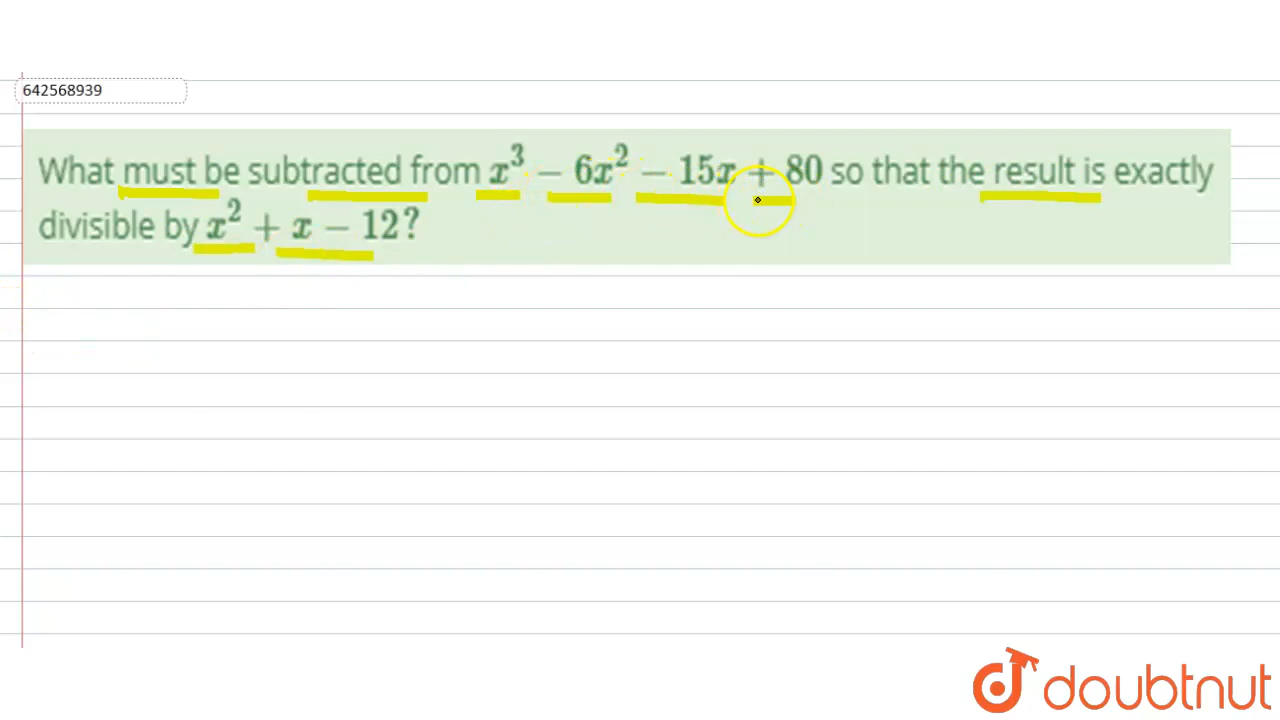 642568939
What must be subtracted from x³ − 6x² − 15x + 80 so that the result is exactly
divisible by x² + x − 12?
doubtnut